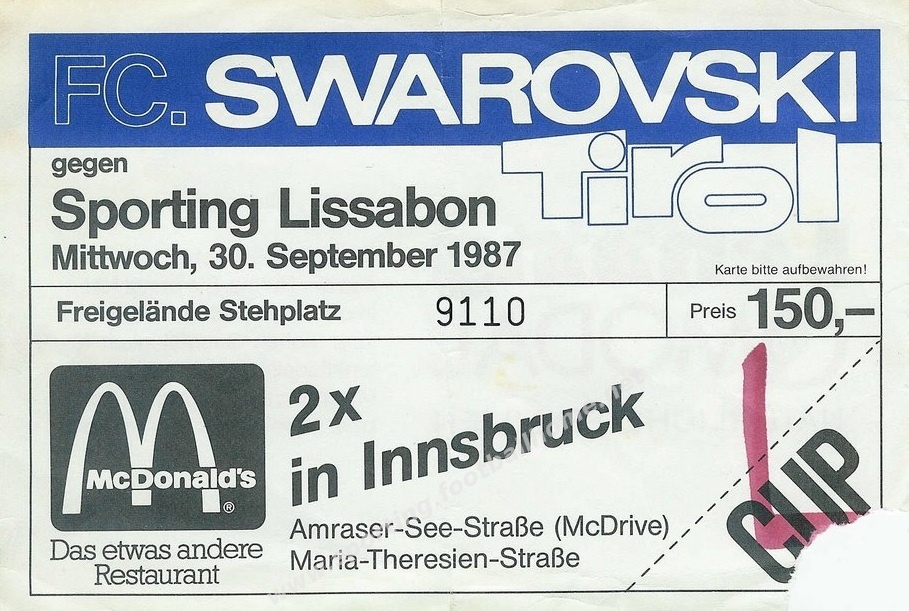 FC. SWAROVSKI
Tirol
gegen
Sporting Lissabon
Mittwoch, 30. September 1987
Karte bitte aufbewahren!
Freigelände Stehplatz 9110 Preis 150,–
McDonald's ®
Das etwas andere
Restaurant
2x
in Innsbruck
Amraser-See-Straße (McDrive)
Maria-Theresien-Straße